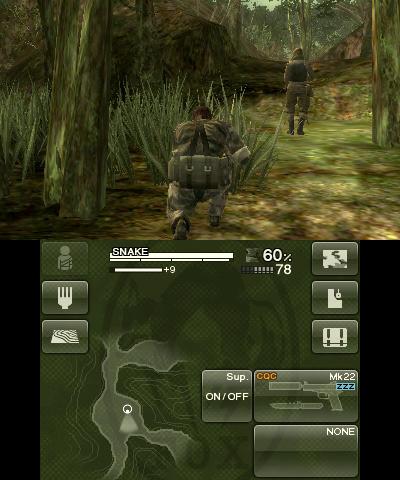 SNAKE
60%
+9
78
Sup.
ON/OFF
CQC
Mk22
ZZZ
NONE